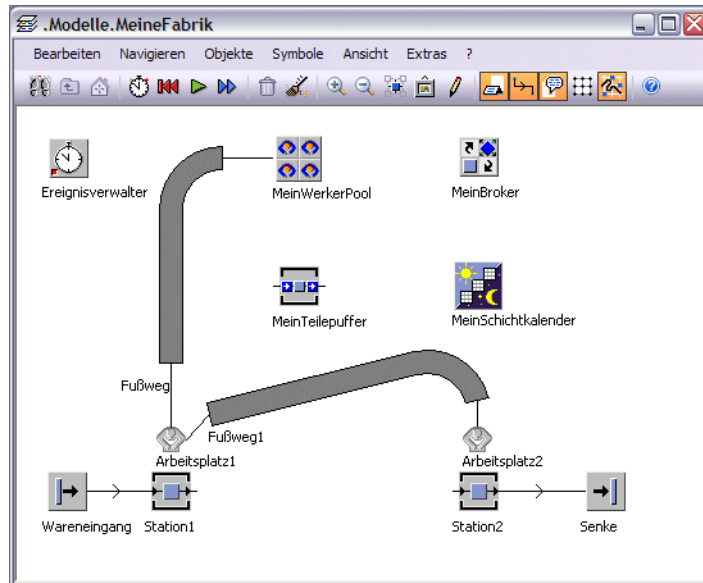 .Modelle.MeineFabrik
Bearbeiten Navigieren Objekte Symbole Ansicht Extras ?
Ereignisverwalter
MeinWerkerPool
MeinBroker
MeinTeilepuffer
MeinSchichtkalender
Fußweg
Fußweg1
Arbeitsplatz1
Arbeitsplatz2
Wareneingang
Station1
Station2
Senke